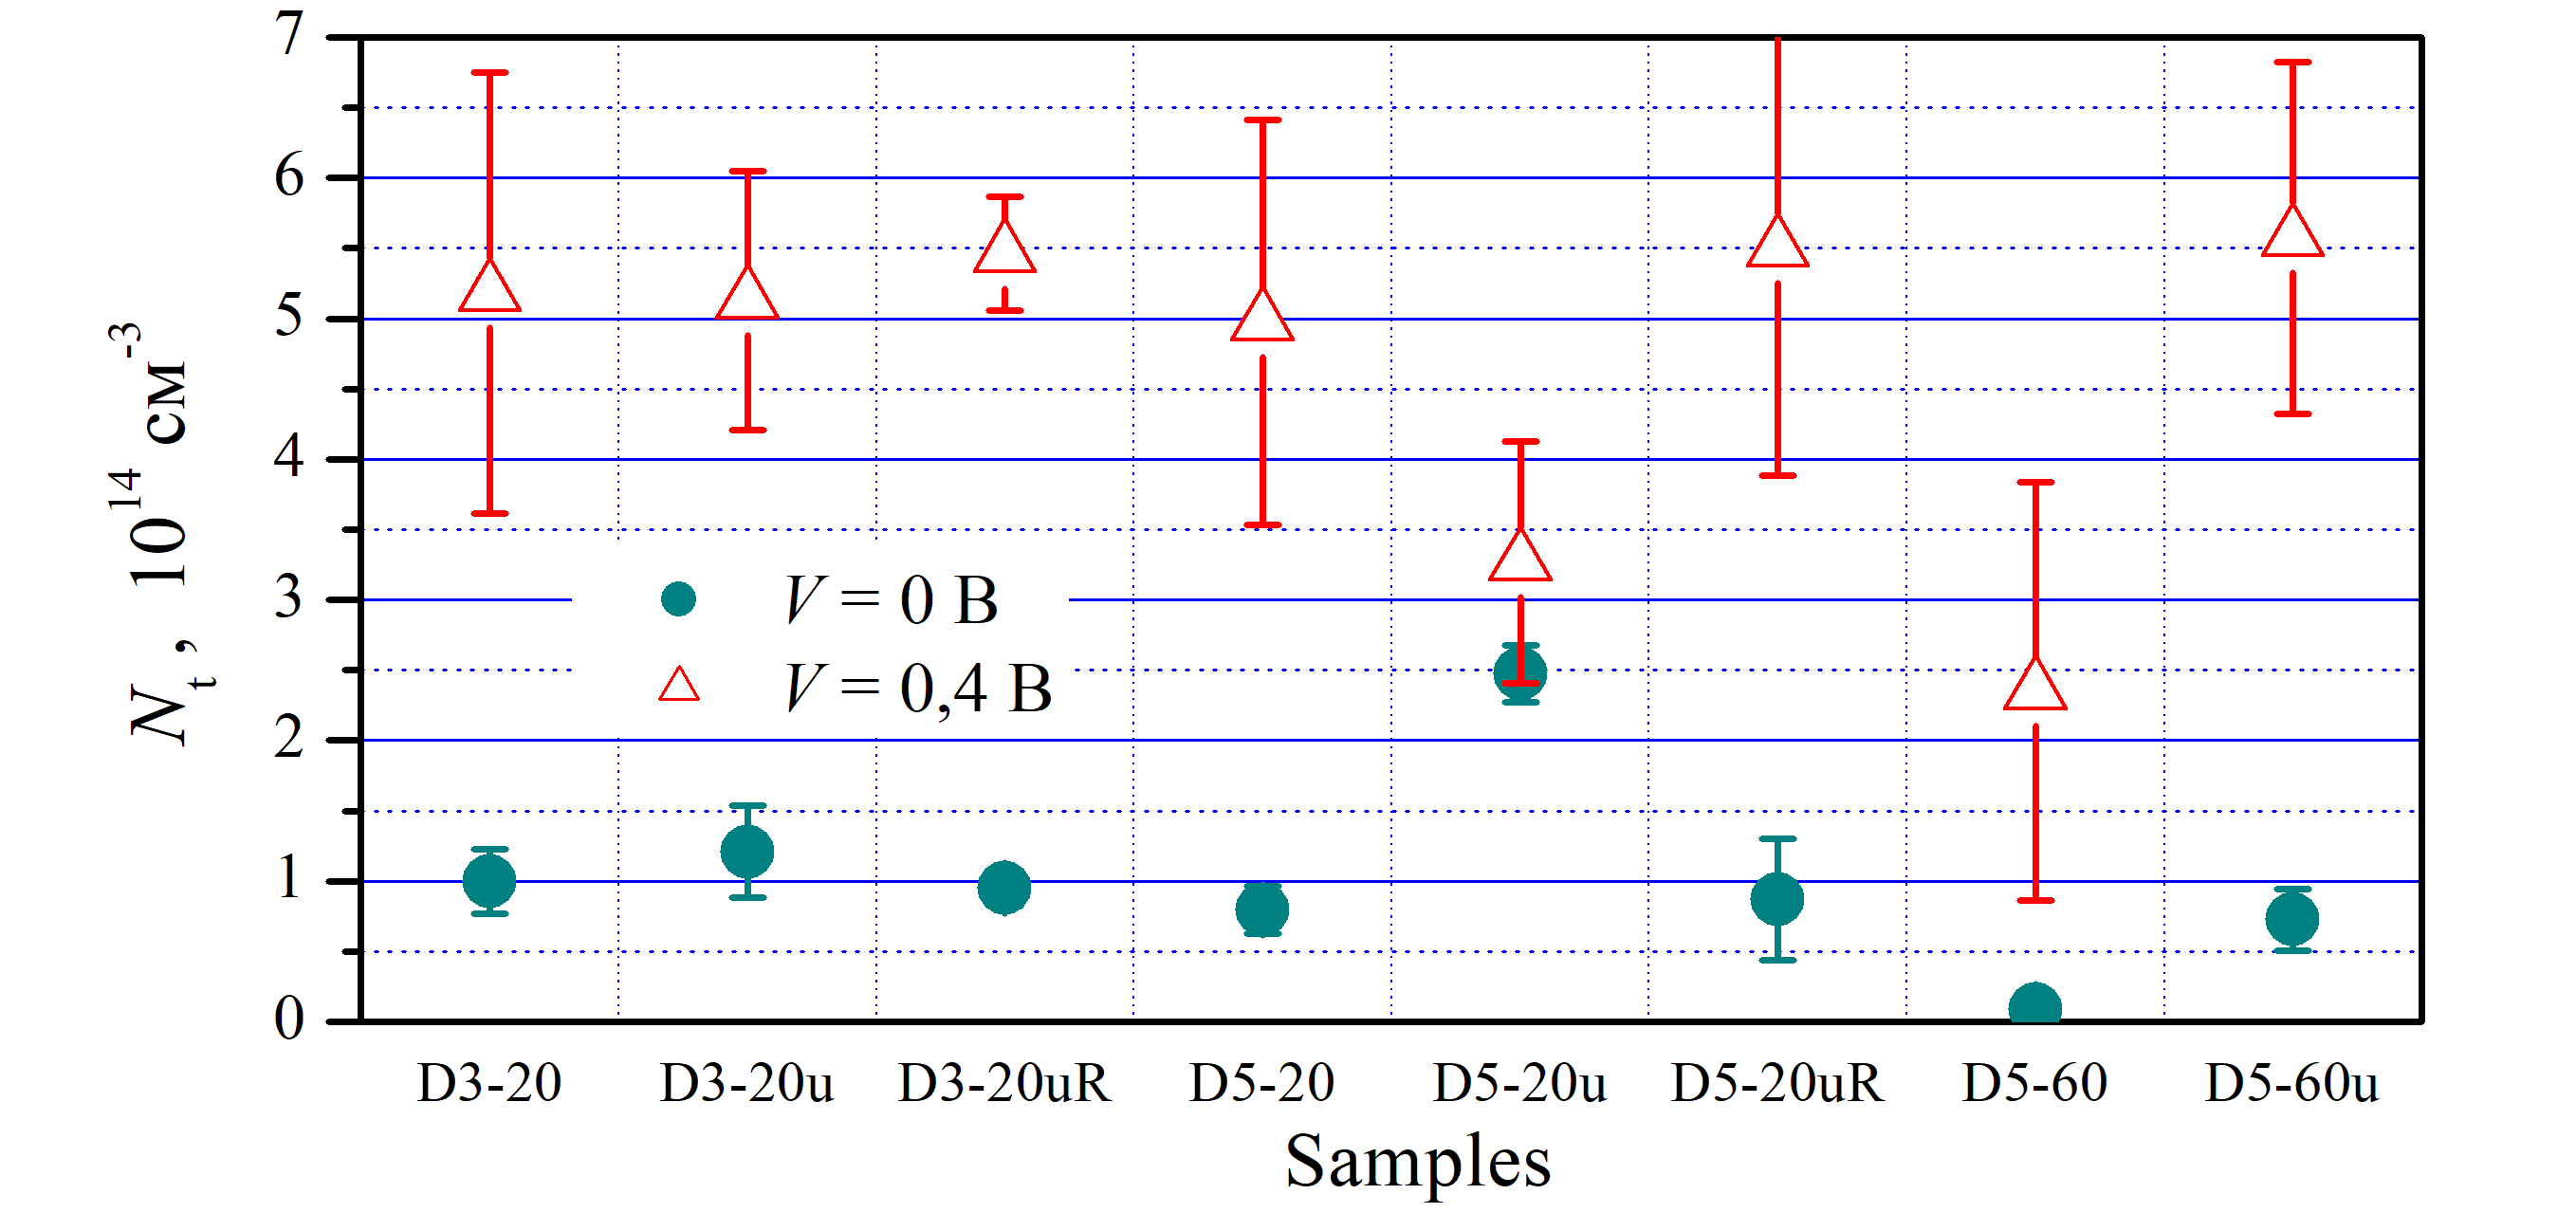 7
6
5
4
3
2
1
0
N_t, 10^14 см^-3
V = 0 В
V = 0,4 В
D3-20 D3-20u D3-20uR D5-20 D5-20u D5-20uR D5-60 D5-60u
Samples